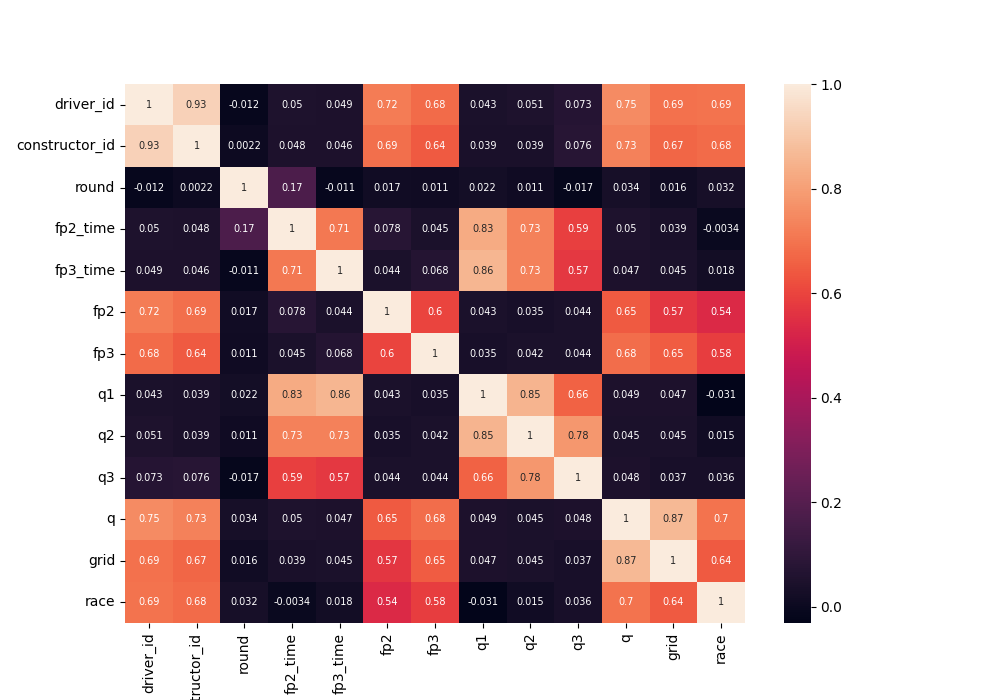 driver_id 1 0.93 -0.012 0.05 0.049 0.72 0.68 0.043 0.051 0.073 0.75 0.69 0.69
constructor_id 0.93 1 0.0022 0.048 0.046 0.69 0.64 0.039 0.039 0.076 0.73 0.67 0.68
round -0.012 0.0022 1 0.17 -0.011 0.017 0.011 0.022 0.011 -0.017 0.034 0.016 0.032
fp2_time 0.05 0.048 0.17 1 0.71 0.078 0.045 0.83 0.73 0.59 0.05 0.039 -0.0034
fp3_time 0.049 0.046 -0.011 0.71 1 0.044 0.068 0.86 0.73 0.57 0.047 0.045 0.018
fp2 0.72 0.69 0.017 0.078 0.044 1 0.6 0.043 0.035 0.044 0.65 0.57 0.54
fp3 0.68 0.64 0.011 0.045 0.068 0.6 1 0.035 0.042 0.044 0.68 0.65 0.58
q1 0.043 0.039 0.022 0.83 0.86 0.043 0.035 1 0.85 0.66 0.049 0.047 -0.031
q2 0.051 0.039 0.011 0.73 0.73 0.035 0.042 0.85 1 0.78 0.045 0.045 0.015
q3 0.073 0.076 -0.017 0.59 0.57 0.044 0.044 0.66 0.78 1 0.048 0.037 0.036
q 0.75 0.73 0.034 0.05 0.047 0.65 0.68 0.049 0.045 0.048 1 0.87 0.7
grid 0.69 0.67 0.016 0.039 0.045 0.57 0.65 0.047 0.045 0.037 0.87 1 0.64
race 0.69 0.68 0.032 -0.0034 0.018 0.54 0.58 -0.031 0.015 0.036 0.7 0.64 1
driver_id tructor_id round fp2_time fp3_time fp2 fp3 q1 q2 q3 q grid race
1.0
0.8
0.6
0.4
0.2
0.0